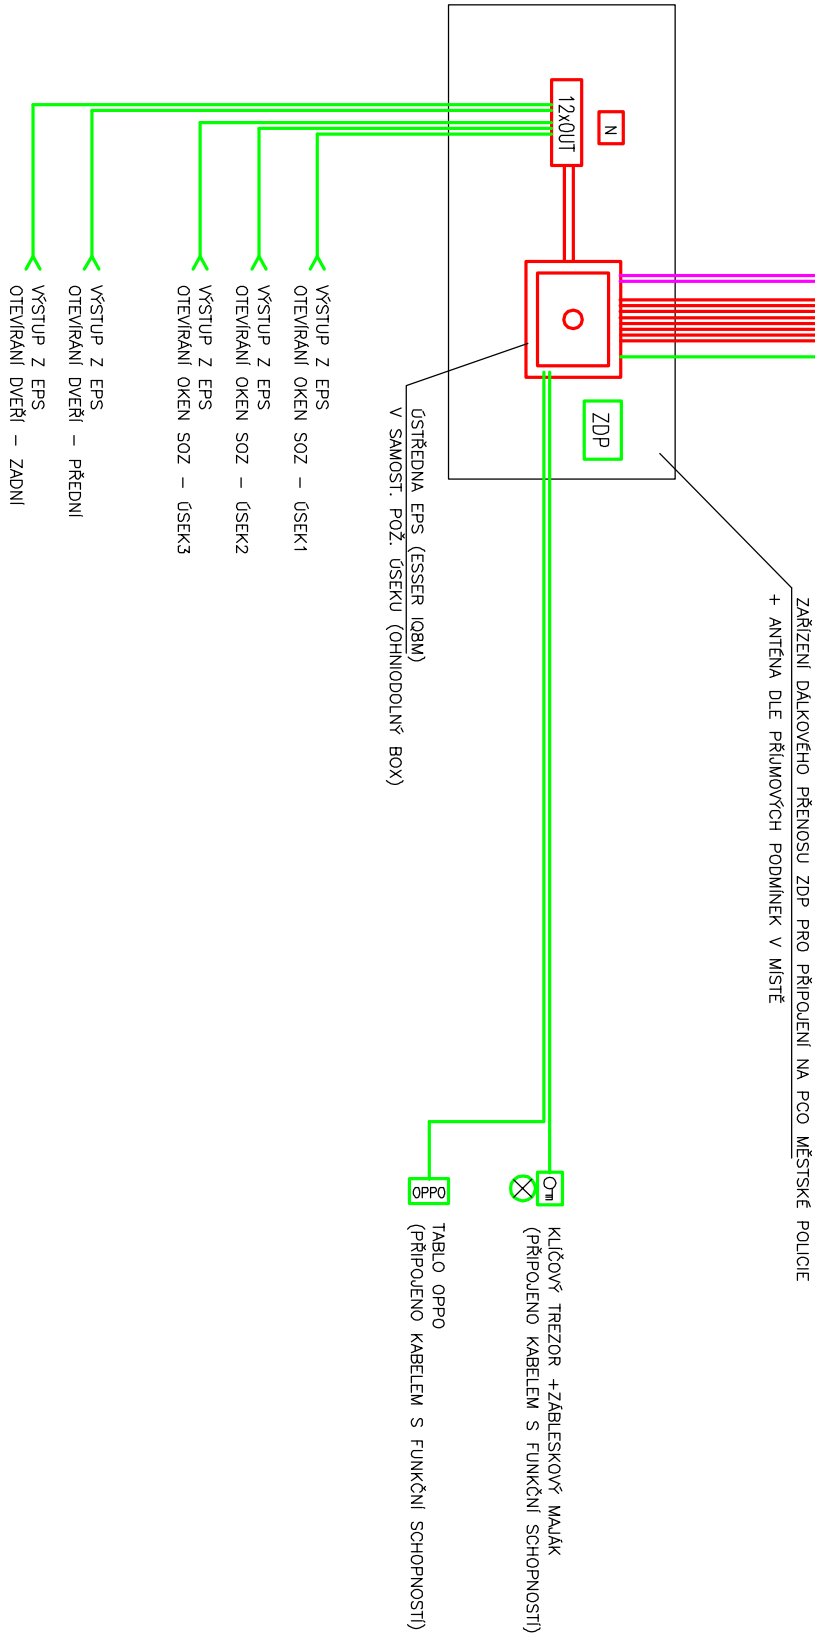 ZAŘÍZENÍ DÁLKOVÉHO PŘENOSU ZDP PRO PŘIPOJENÍ NA PCO MĚSTSKÉ POLICIE
+ ANTÉNA DLE PŘÍJMOVÝCH PODMÍNEK V MÍSTĚ
N
12xOUT
ZDP
ÚSTŘEDNA EPS (ESSER IQ8M)
V SAMOST. POŽ. ÚSEKU (OHNIODOLNÝ BOX)
KLÍČOVÝ TREZOR +ZÁBLESKOVÝ MAJÁK
(PŘIPOJENO KABELEM S FUNKČNÍ SCHOPNOSTÍ)
OPPO
TABLO OPPO
(PŘIPOJENO KABELEM S FUNKČNÍ SCHOPNOSTÍ)
VÝSTUP Z EPS
OTEVÍRÁNÍ OKEN SOZ – ÚSEK1
VÝSTUP Z EPS
OTEVÍRÁNÍ OKEN SOZ – ÚSEK2
VÝSTUP Z EPS
OTEVÍRÁNÍ OKEN SOZ – ÚSEK3
VÝSTUP Z EPS
OTEVÍRÁNÍ DVEŘÍ – PŘEDNÍ
VÝSTUP Z EPS
OTEVÍRÁNÍ DVEŘÍ – ZADNÍ